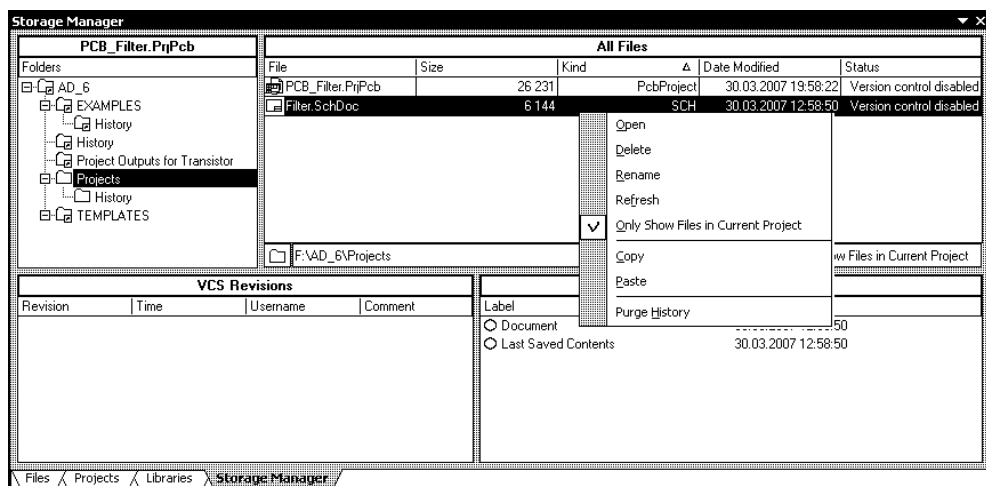 Storage Manager
PCB_Filter.PrjPcb
All Files
Folders
File Size Kind Date Modified Status
AD_6
PCB_Filter.PrjPcb 26 231 PcbProject 30.03.2007 19:58:22 Version control disabled
EXAMPLES
Filter.SchDoc 6 144 SCH 30.03.2007 12:58:50 Version control disabled
History
History
Project Outputs for Transistor
Projects
History
TEMPLATES
Open
Delete
Rename
Refresh
Only Show Files in Current Project
Copy
Paste
Purge History
F:\AD_6\Projects
w Files in Current Project
VCS Revisions
Revision Time Username Comment
Label
Document 50
Last Saved Contents 30.03.2007 12:58:50
Files Projects Libraries Storage Manager